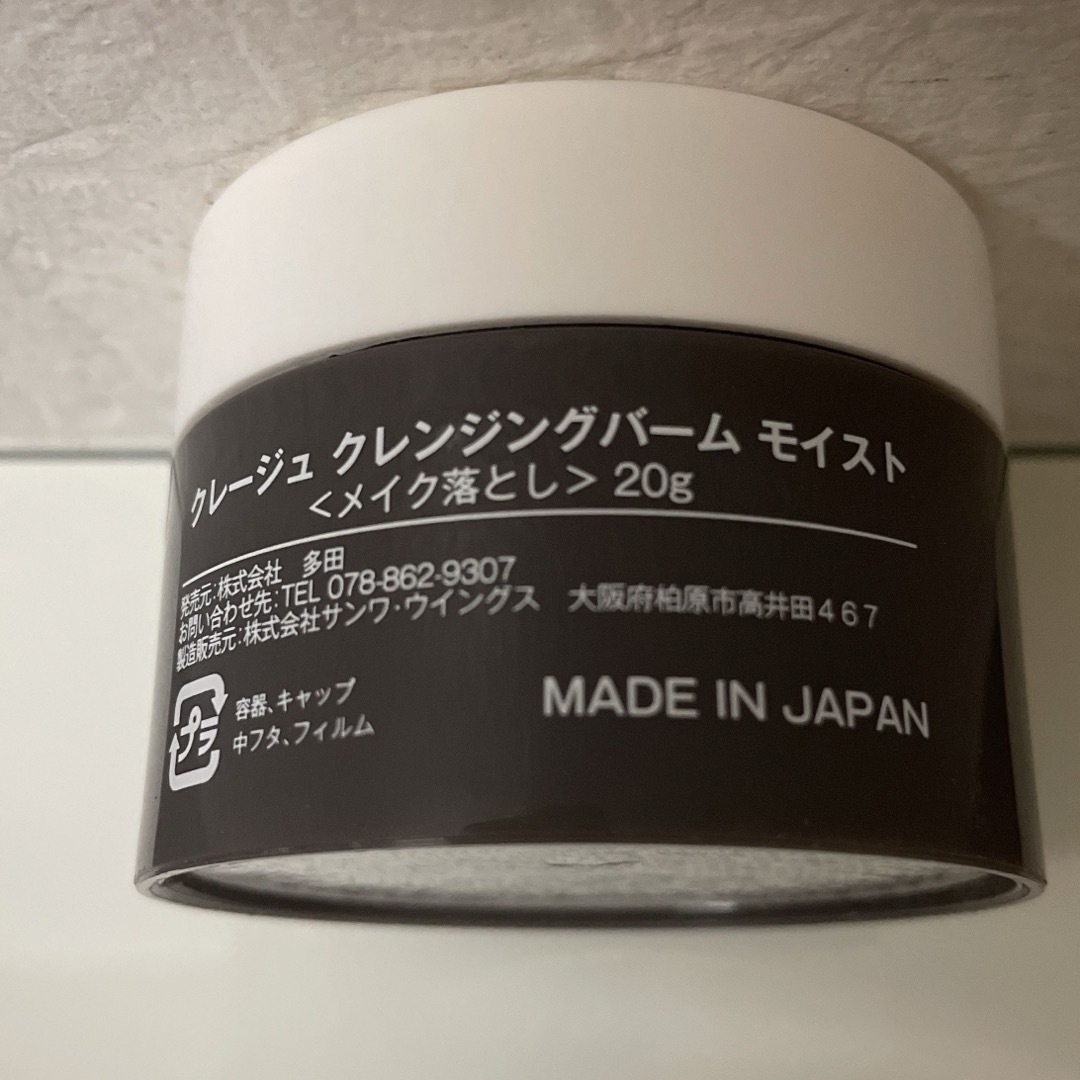 クレージュ クレンジングバーム モイスト
＜メイク落とし＞ 20g
発売元：株式会社　多田
お問い合わせ先：TEL 078-862-9307
製造販売元：株式会社サンワ・ウイングス　大阪府柏原市高井田４６７
プラ
容器、キャップ
中フタ、フィルム
MADE IN JAPAN